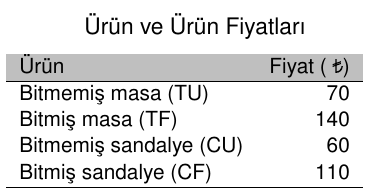 Ürün ve Ürün Fiyatları
Ürün Fiyat ( ₺)
Bitmemiş masa (TU) 70
Bitmiş masa (TF) 140
Bitmemiş sandalye (CU) 60
Bitmiş sandalye (CF) 110